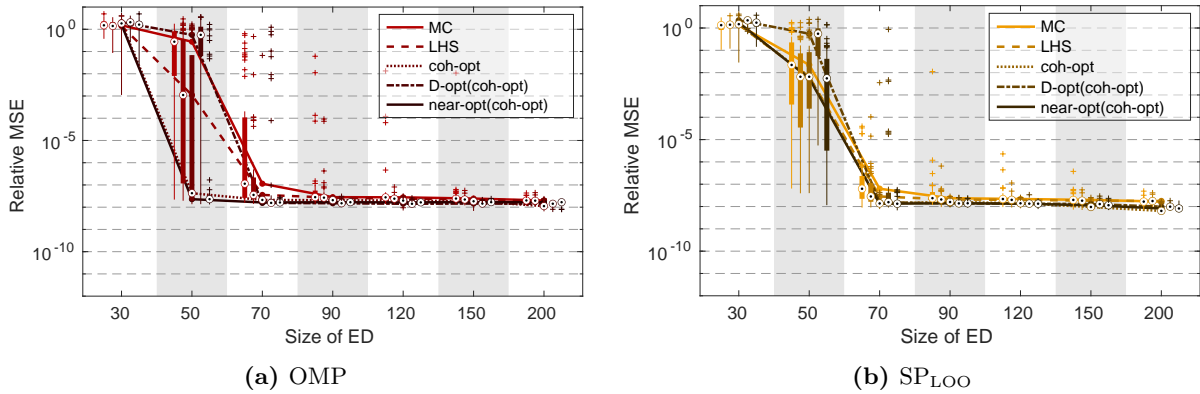 10^0
10^-5
10^-10
Relative MSE
30 50 70 90 120 150 200
Size of ED
MC
LHS
coh-opt
D-opt(coh-opt)
near-opt(coh-opt)
(a) OMP
10^0
10^-5
10^-10
Relative MSE
30 50 70 90 120 120 200
Size of ED
MC
LHS
coh-opt
D-opt(coh-opt)
near-opt(coh-opt)
(b) SP_LOO